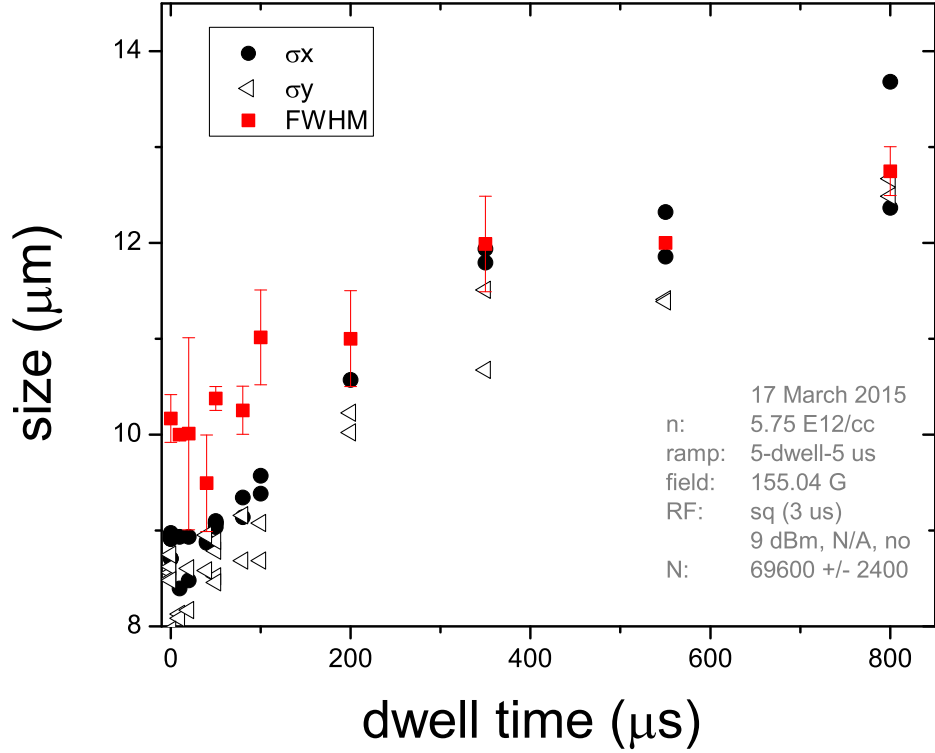 14
12
10
8
size (μm)
σx
σy
FWHM
17 March 2015
n: 5.75 E12/cc
ramp: 5-dwell-5 us
field: 155.04 G
RF: sq (3 us)
9 dBm, N/A, no
N: 69600 +/- 2400
0 200 400 600 800
dwell time (μs)